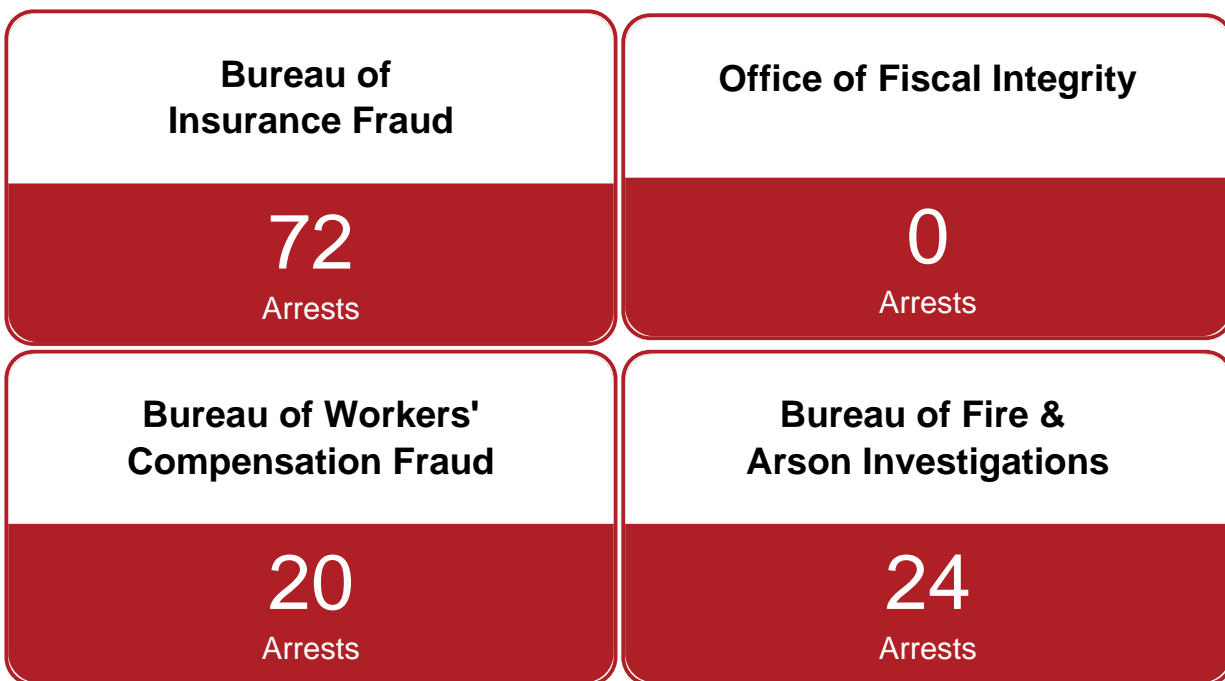 Bureau of
Insurance Fraud
72
Arrests
Office of Fiscal Integrity
0
Arrests
Bureau of Workers'
Compensation Fraud
20
Arrests
Bureau of Fire &
Arson Investigations
24
Arrests